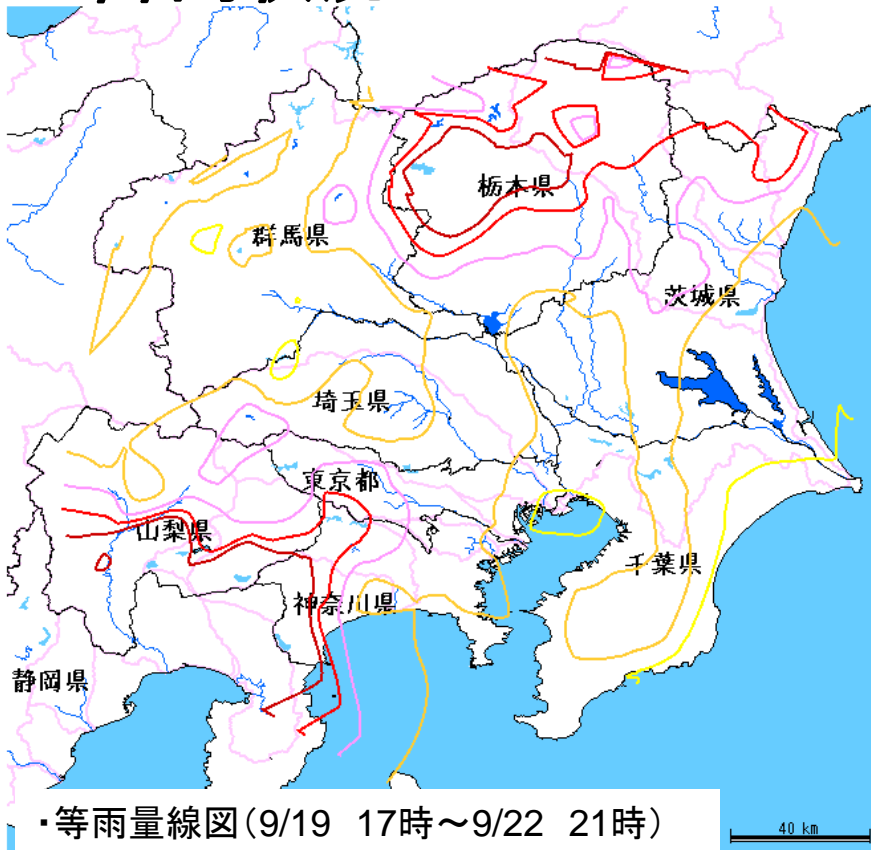 栃木県
群馬県
茨城県
埼玉県
東京都
山梨県
千葉県
神奈川県
静岡県
・等雨量線図(9/19 17時～9/22 21時)
40 km